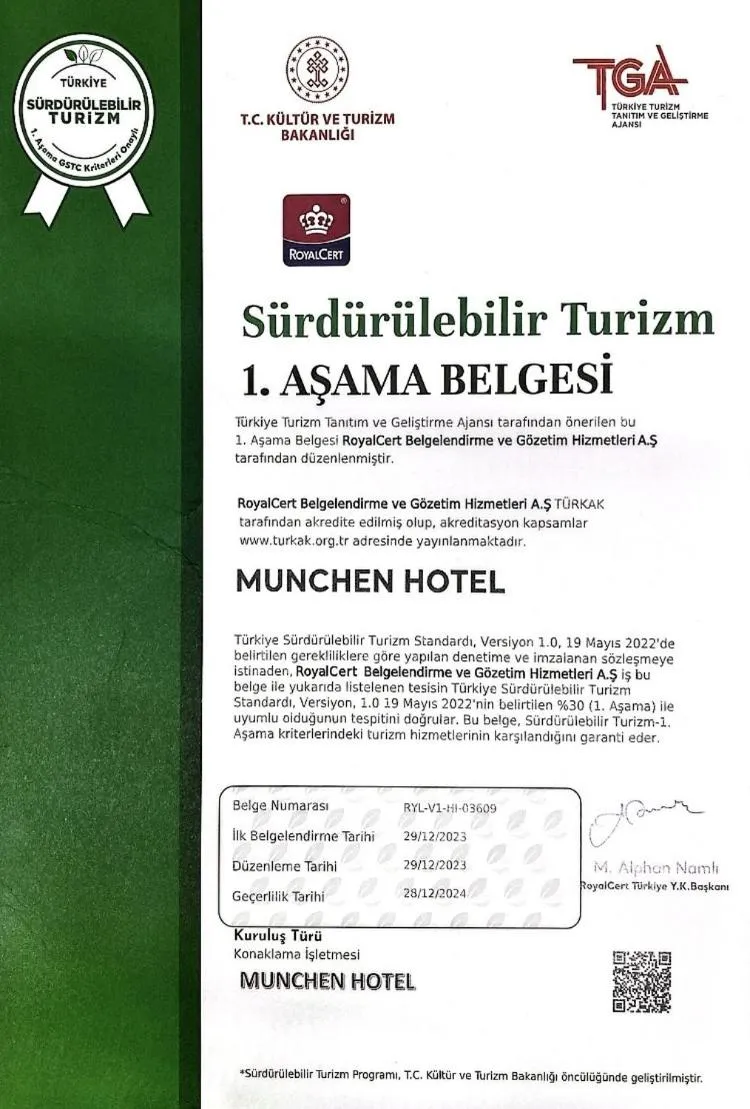 TÜRKİYE
SÜRDÜRÜLEBİLİR
TURİZM
1. Aşama GSTC Kriterleri Onaylı
T.C. KÜLTÜR VE TURİZM
BAKANLIĞI
TGA
TÜRKİYE TURİZM
TANITIM VE GELİŞTİRME
AJANSI
®
ROYALCERT
Sürdürülebilir Turizm
1. AŞAMA BELGESİ
Türkiye Turizm Tanıtım ve Geliştirme Ajansı tarafından önerilen bu
1. Aşama Belgesi RoyalCert Belgelendirme ve Gözetim Hizmetleri A.Ş
tarafından düzenlenmiştir.
RoyalCert Belgelendirme ve Gözetim Hizmetleri A.Ş TÜRKAK
tarafından akredite edilmiş olup, akreditasyon kapsamlar
www.turkak.org.tr adresinde yayınlanmaktadır.
MUNCHEN HOTEL
Türkiye Sürdürülebilir Turizm Standardı, Versiyon 1.0, 19 Mayıs 2022'de
belirtilen gerekliliklere göre yapılan denetime ve imzalanan sözleşmeye
istinaden, RoyalCert Belgelendirme ve Gözetim Hizmetleri A.Ş iş bu
belge ile yukarıda listelenen tesisin Türkiye Sürdürülebilir Turizm
Standardı, Versiyon, 1.0 19 Mayıs 2022'nin belirtilen %30 (1. Aşama) ile
uyumlu olduğunun tespitini doğrular. Bu belge, Sürdürülebilir Turizm-1.
Aşama kriterlerindeki turizm hizmetlerinin karşılandığını garanti eder.
Belge Numarası RYL-V1-HI-03609
İlk Belgelendirme Tarihi 29/12/2023
Düzenleme Tarihi 29/12/2023
Geçerlilik Tarihi 28/12/2024
M. Alphan Namlı
RoyalCert Türkiye Y.K.Başkanı
Kuruluş Türü
Konaklama İşletmesi
MUNCHEN HOTEL
*Sürdürülebilir Turizm Programı, T.C. Kültür ve Turizm Bakanlığı öncülüğünde geliştirilmiştir.